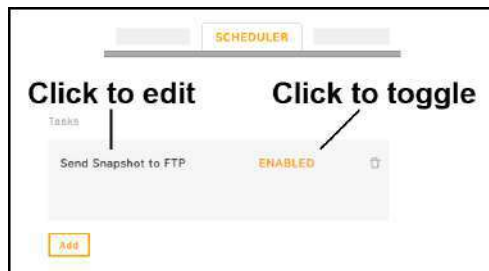 SCHEDULER
Click to edit Click to toggle
Tasks
Send Snapshot to FTP ENABLED
Add